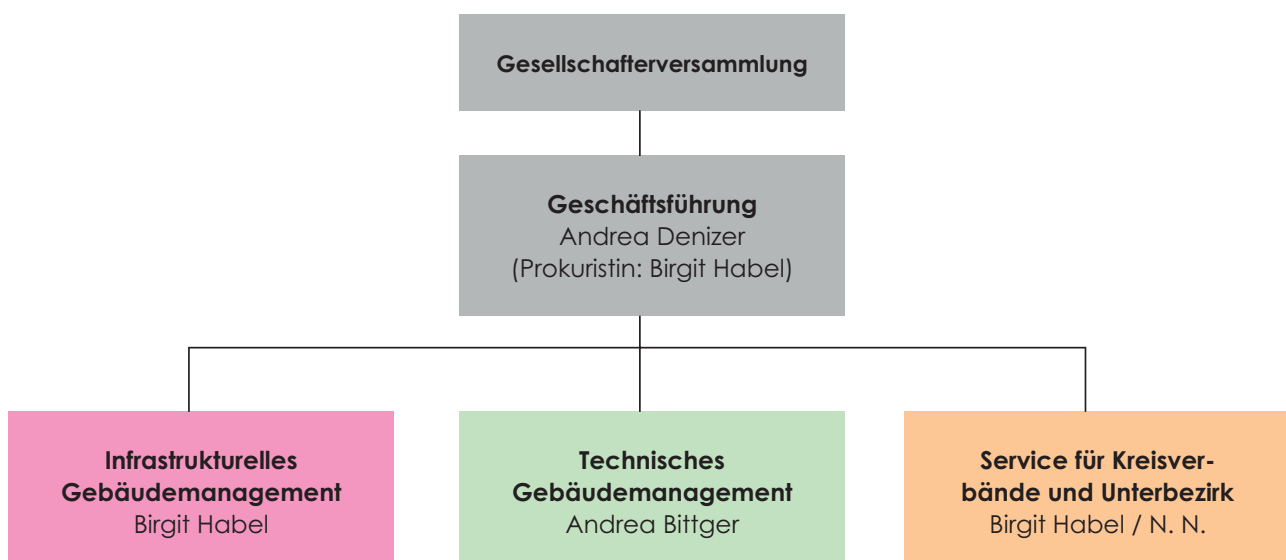 Gesellschafterversammlung
Geschäftsführung
Andrea Denizer
(Prokuristin: Birgit Habel)
Infrastrukturelles
Gebäudemanagement
Birgit Habel
Technisches
Gebäudemanagement
Andrea Bittger
Service für Kreisver-
bände und Unterbezirk
Birgit Habel / N. N.